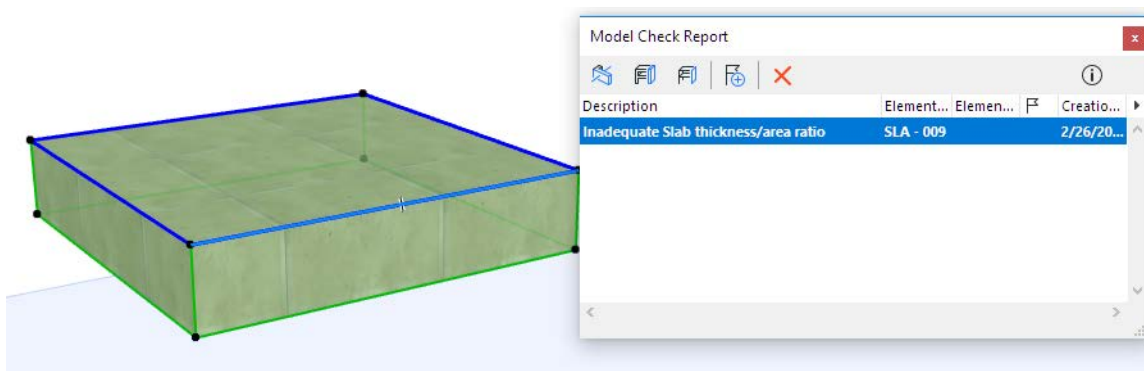 Model Check Report
Description Element... Elemen... Creatio...
Inadequate Slab thickness/area ratio SLA - 009 2/26/20...